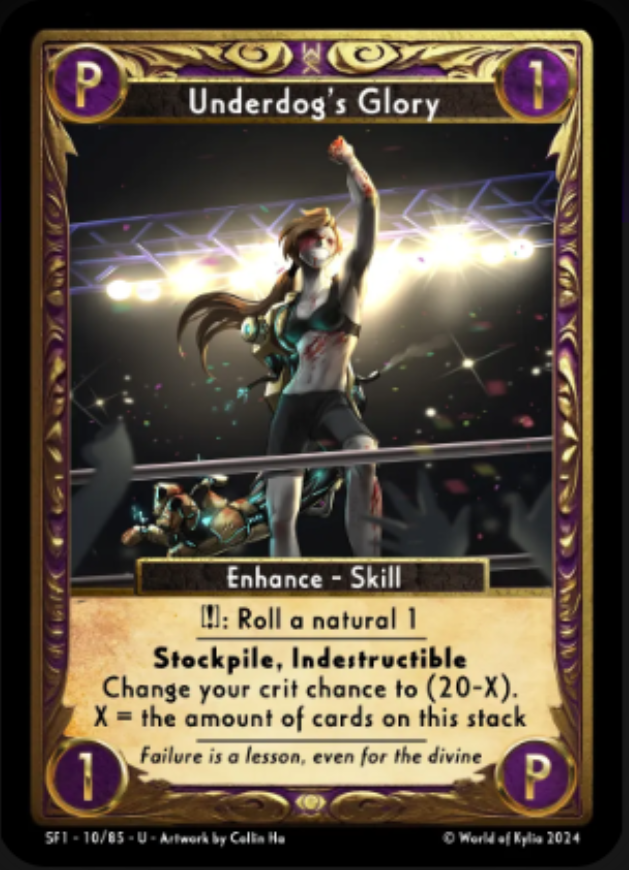 P
1
Underdog's Glory
Enhance - Skill
[!]: Roll a natural 1
Stockpile, Indestructible
Change your crit chance to (20-X).
X = the amount of cards on this stack
Failure is a lesson, even for the divine
1
P
SF1 - 10/85 - U - Artwork by Collin Ha
© World of Kylia 2024